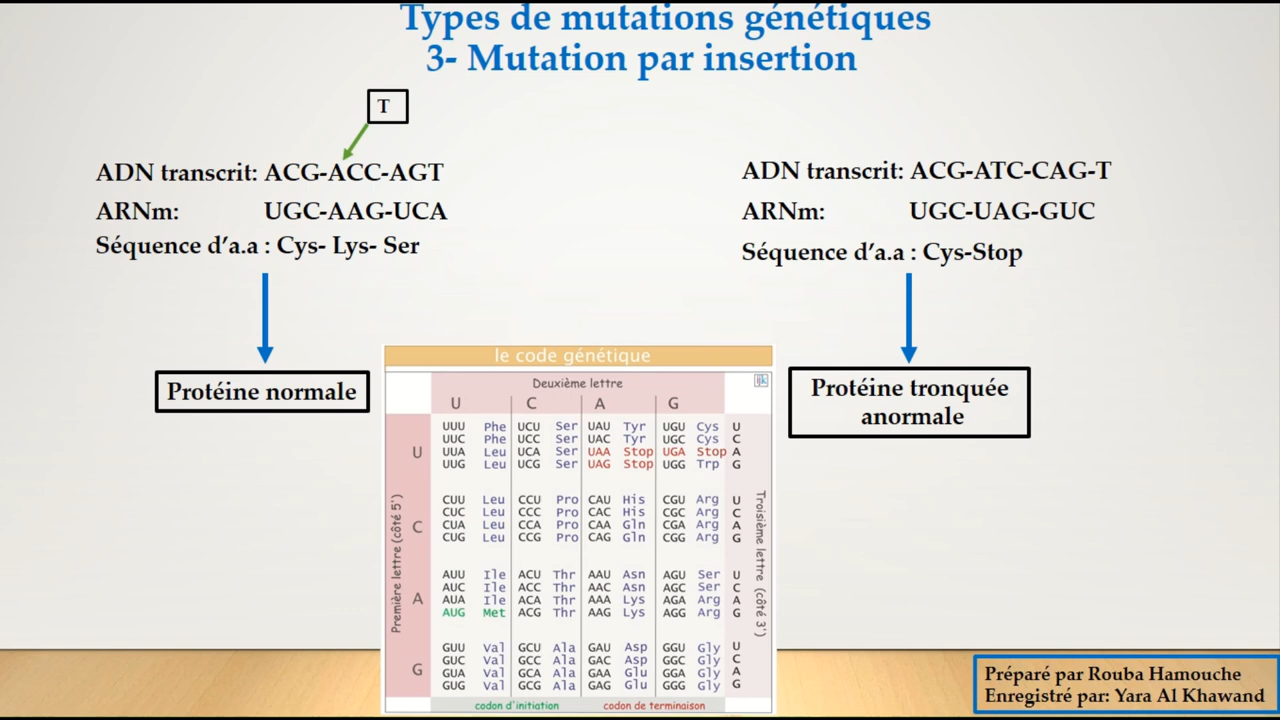 Types de mutations génétiques
3- Mutation par insertion
T
ADN transcrit: ACG-ACC-AGT
ARNm: UGC-AAG-UCA
Séquence d'a.a : Cys- Lys- Ser
Protéine normale
ADN transcrit: ACG-ATC-CAG-T
ARNm: UGC-UAG-GUC
Séquence d'a.a : Cys-Stop
Protéine tronquée
anormale
le code génétique
Deuxième lettre
U C A G
Première lettre (côté 5')
U
UUU Phe UCU Ser UAU Tyr UGU Cys U
UUC Phe UCC Ser UAC Tyr UGC Cys C
UUA Leu UCA Ser UAA Stop UGA Stop A
UUG Leu UCG Ser UAG Stop UGG Trp G
C
CUU Leu CCU Pro CAU His CGU Arg U
CUC Leu CCC Pro CAC His CGC Arg C
CUA Leu CCA Pro CAA Gln CGA Arg A
CUG Leu CCG Pro CAG Gln CGG Arg G
A
AUU Ile ACU Thr AAU Asn AGU Ser U
AUC Ile ACC Thr AAC Asn AGC Ser C
AUA Ile ACA Thr AAA Lys AGA Arg A
AUG Met ACG Thr AAG Lys AGG Arg G
G
GUU Val GCU Ala GAU Asp GGU Gly U
GUC Val GCC Ala GAC Asp GGC Gly C
GUA Val GCA Ala GAA Glu GGA Gly A
GUG Val GCG Ala GAG Glu GGG Gly G
Troisième lettre (côté 3')
codon d'initiation codon de terminaison
Préparé par Rouba Hamouche
Enregistré par: Yara Al Khawand